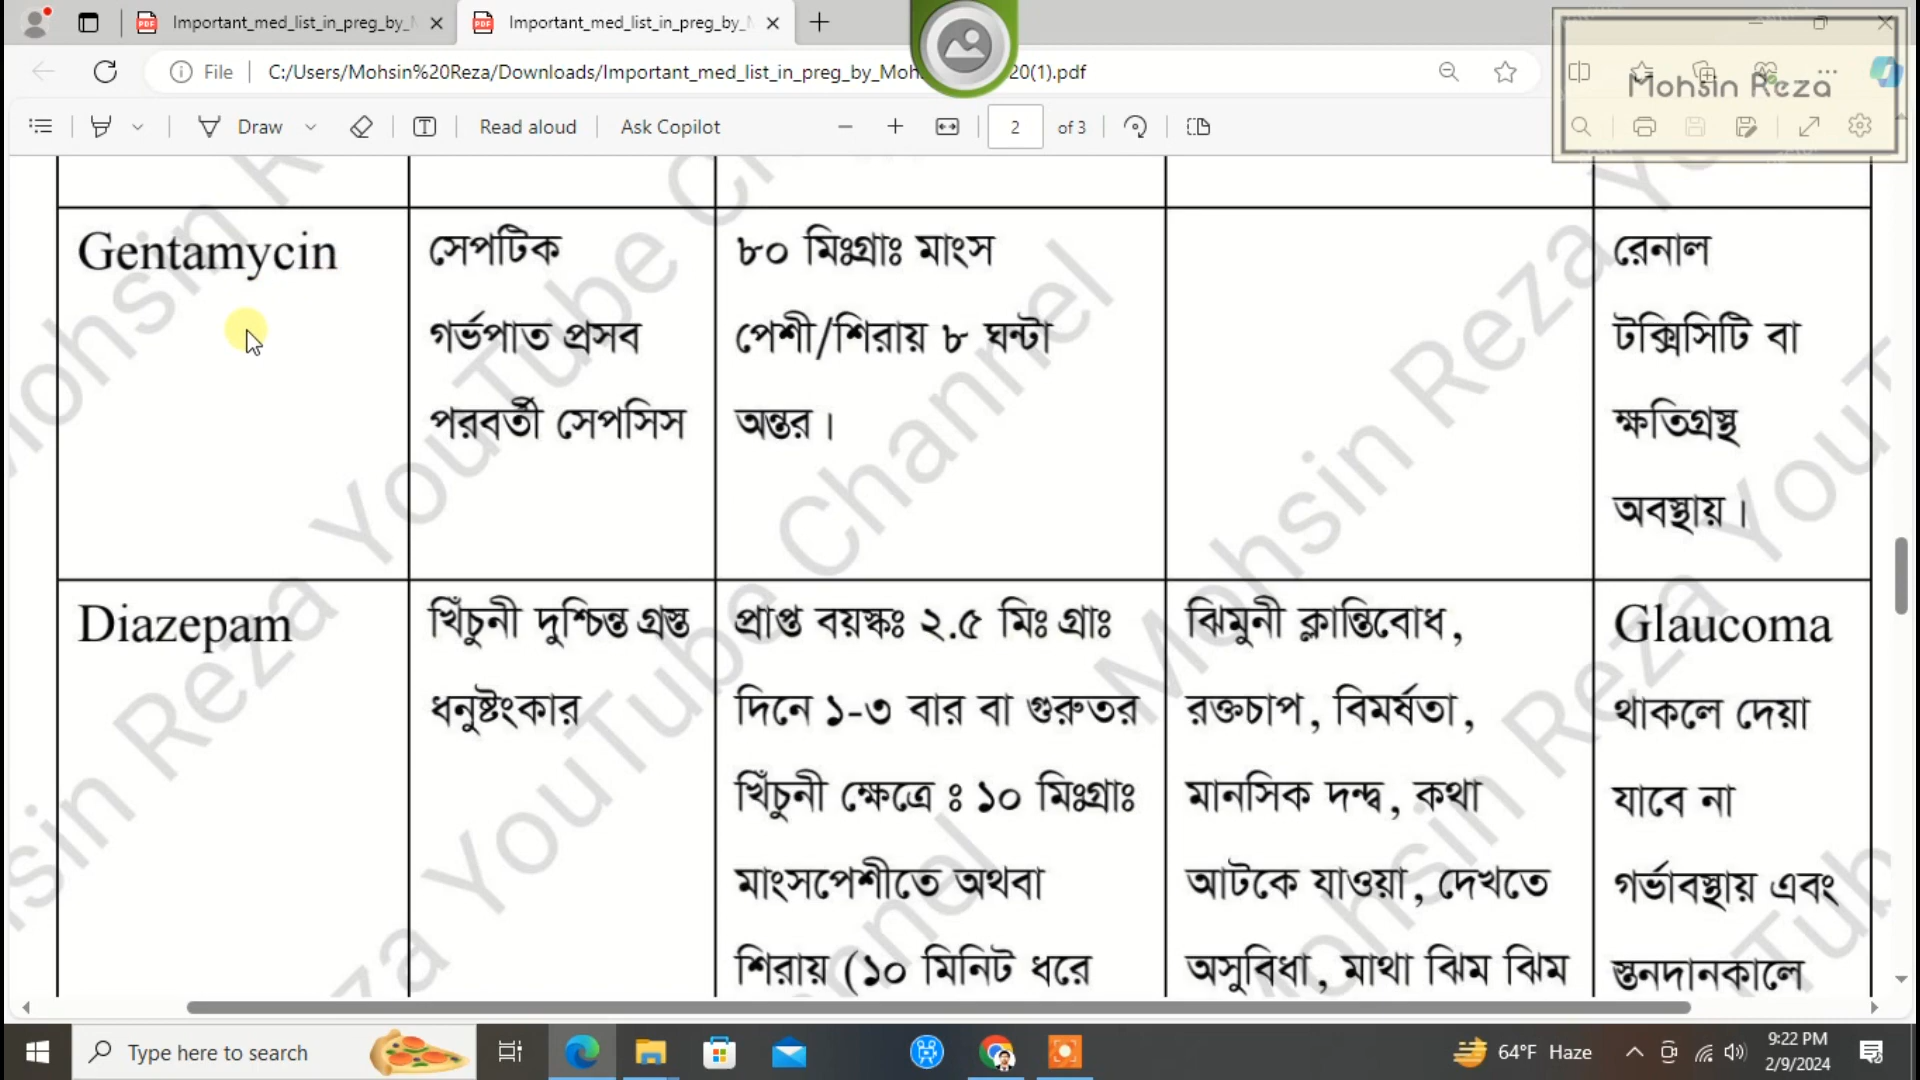 Important_med_list_in_preg_by_
Important_med_list_in_preg_by_
File
C:/Users/Mohsin%20Reza/Downloads/Important_med_list_in_preg_by_Moh
20(1).pdf
Mohsin Reza
Draw
Read aloud
Ask Copilot
2
of 3
Gentamycin
সেপটিক
গর্ভপাত প্রসব
পরবর্তী সেপসিস
৮০ মিঃগ্রাঃ মাংস
পেশী/শিরায় ৮ ঘন্টা
অন্তর।
রেনাল
টক্সিসিটি বা
ক্ষতিগ্রস্থ
অবস্থায়।
Diazepam
খিঁচুনী দুশ্চিন্ত গ্রস্ত
ধনুষ্টংকার
প্রাপ্ত বয়স্কঃ ২.৫ মিঃ গ্রাঃ
দিনে ১-৩ বার বা গুরুতর
খিঁচুনী ক্ষেত্রে ঃ ১০ মিঃগ্রাঃ
মাংসপেশীতে অথবা
শিরায় (১০ মিনিট ধরে
ঝিমুনী ক্লান্তিবোধ,
রক্তচাপ, বিমর্ষতা,
মানসিক দন্দ্ব, কথা
আটকে যাওয়া, দেখতে
অসুবিধা, মাথা ঝিম ঝিম
Glaucoma
থাকলে দেয়া
যাবে না
গর্ভাবস্থায় এবং
স্তনদানকালে
Mohsin Reza YouTube Channel
Type here to search
64°F Haze
9:22 PM
2/9/2024